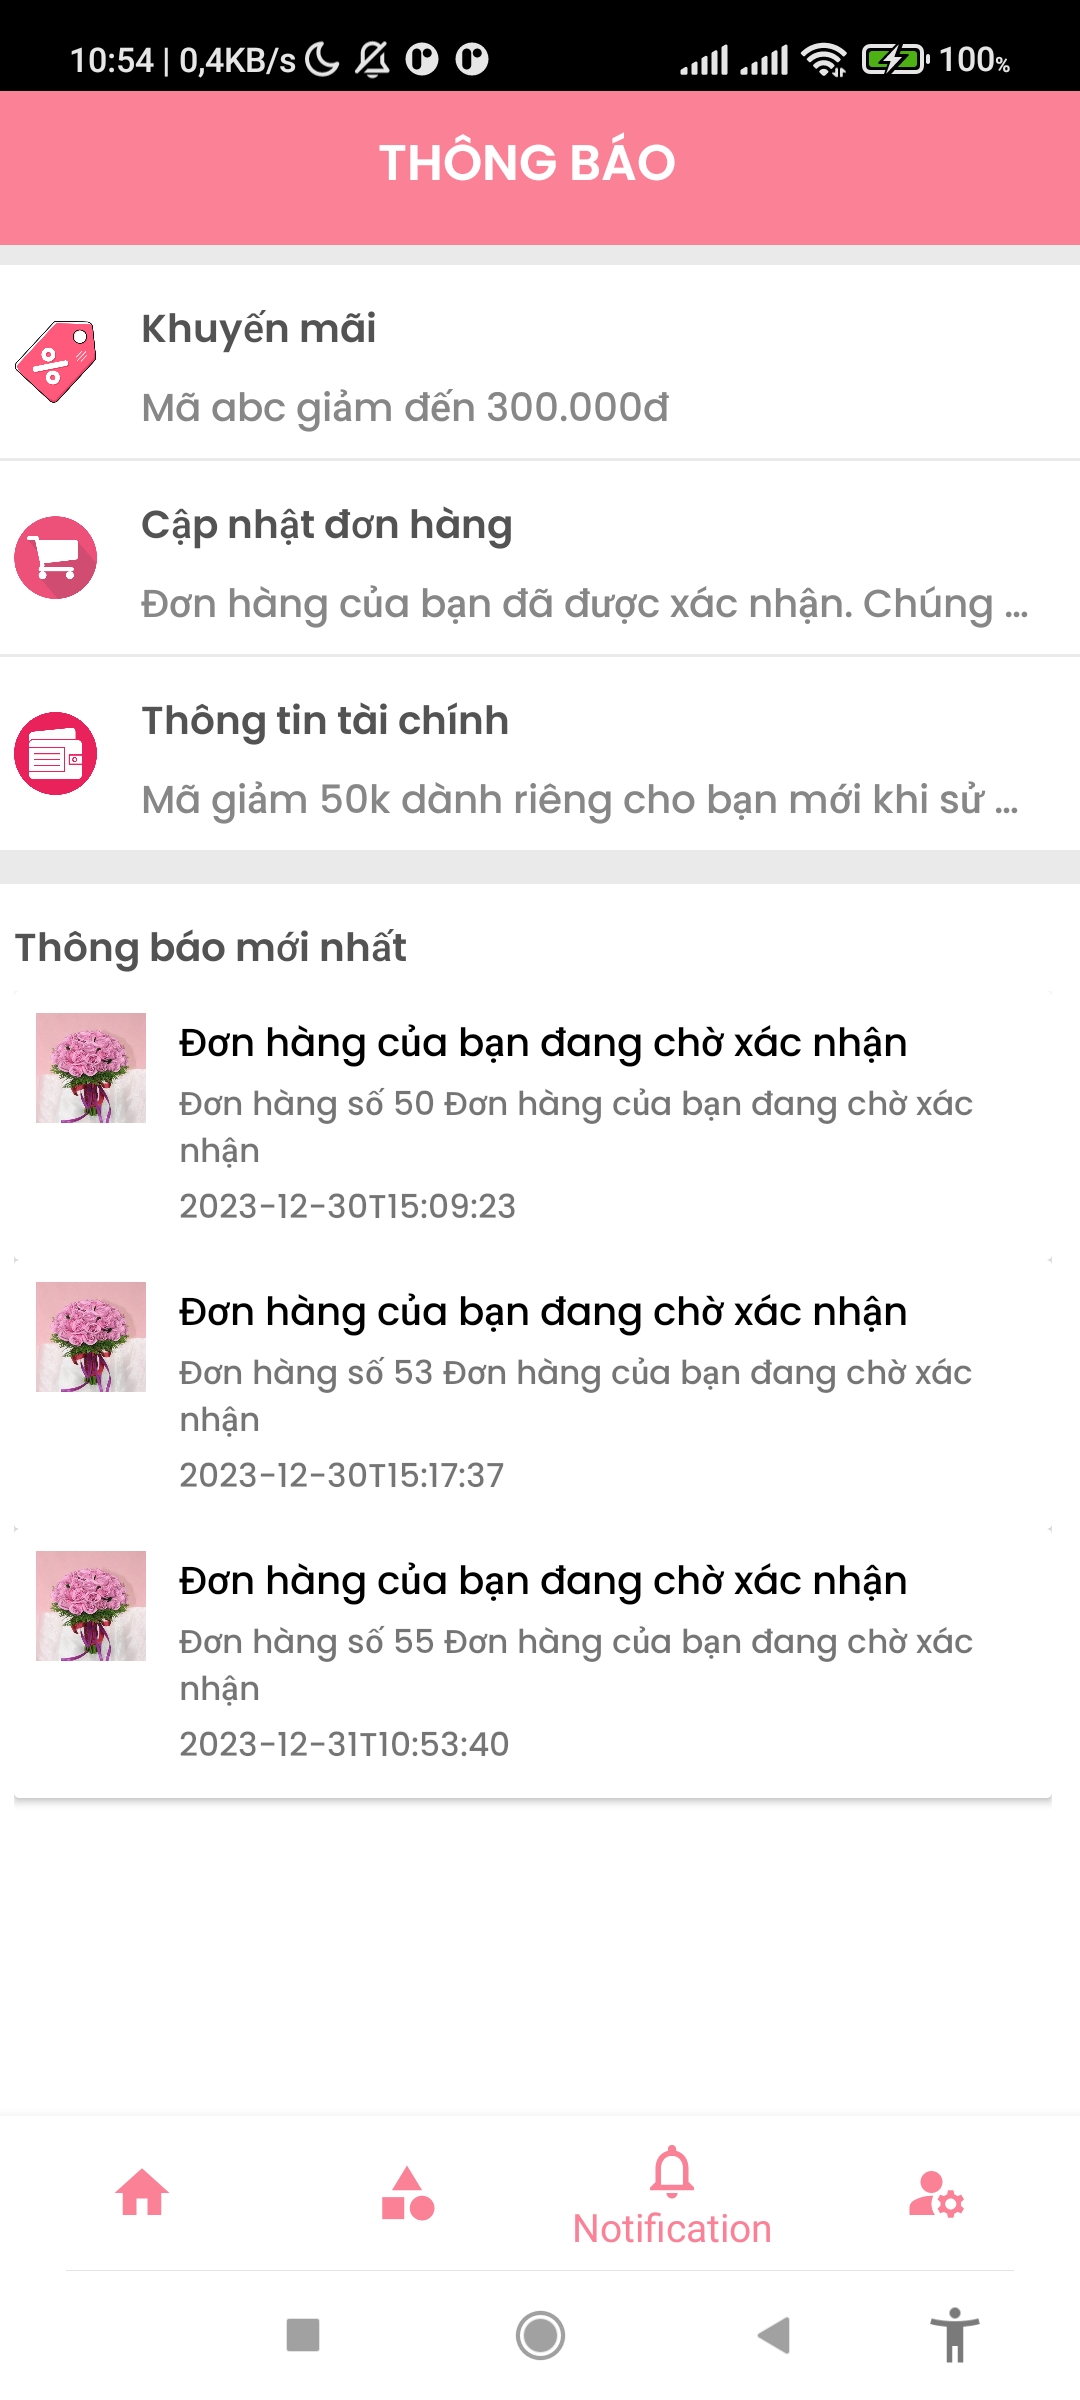 10:54 | 0,4KB/s
100%
THÔNG BÁO
Khuyến mãi
Mã abc giảm đến 300.000đ
Cập nhật đơn hàng
Đơn hàng của bạn đã được xác nhận. Chúng ...
Thông tin tài chính
Mã giảm 50k dành riêng cho bạn mới khi sử ...
Thông báo mới nhất
Đơn hàng của bạn đang chờ xác nhận
Đơn hàng số 50 Đơn hàng của bạn đang chờ xác
nhận
2023-12-30T15:09:23
Đơn hàng của bạn đang chờ xác nhận
Đơn hàng số 53 Đơn hàng của bạn đang chờ xác
nhận
2023-12-30T15:17:37
Đơn hàng của bạn đang chờ xác nhận
Đơn hàng số 55 Đơn hàng của bạn đang chờ xác
nhận
2023-12-31T10:53:40
Notification